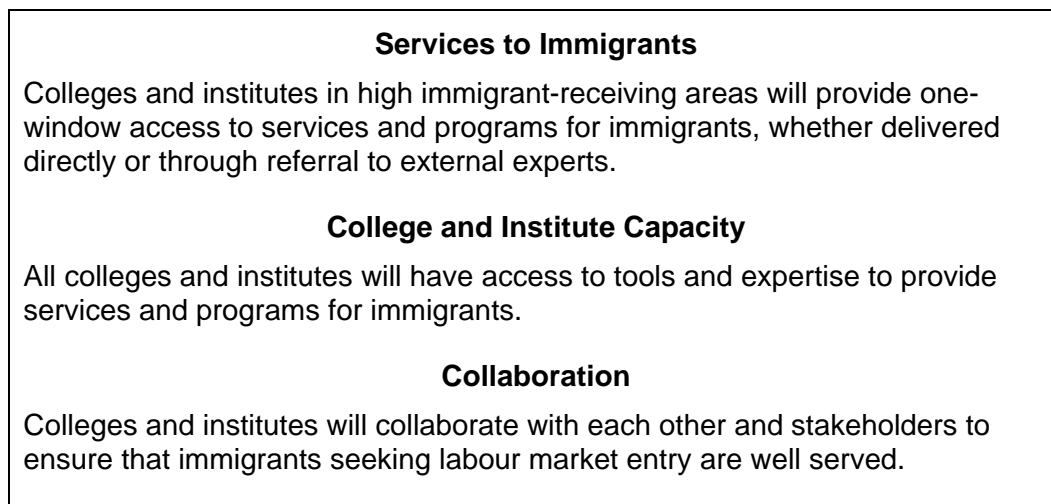 Services to Immigrants
Colleges and institutes in high immigrant-receiving areas will provide one-
window access to services and programs for immigrants, whether delivered
directly or through referral to external experts.
College and Institute Capacity
All colleges and institutes will have access to tools and expertise to provide
services and programs for immigrants.
Collaboration
Colleges and institutes will collaborate with each other and stakeholders to
ensure that immigrants seeking labour market entry are well served.